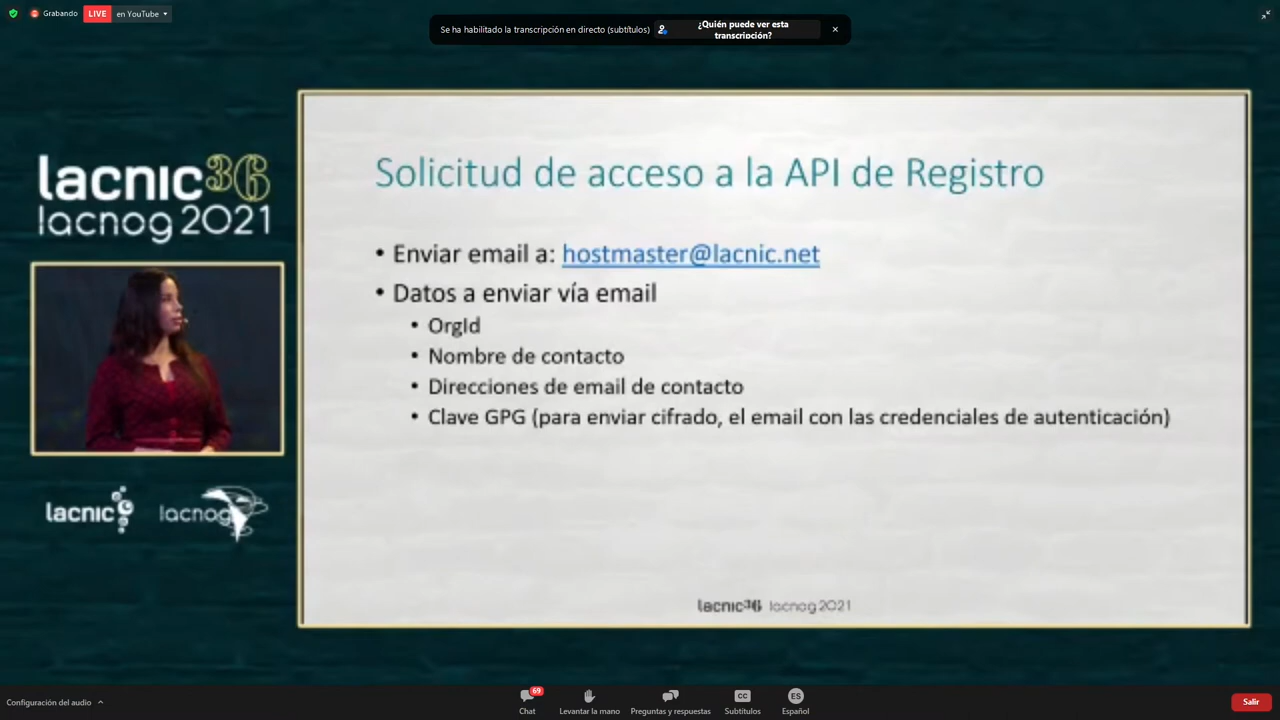 Grabando
LIVE
en YouTube
Se ha habilitado la transcripción en directo (subtítulos)
¿Quién puede ver esta
transcripción?
lacnic36
lacnog 2021
Solicitud de acceso a la API de Registro
• Enviar email a: hostmaster@lacnic.net
• Datos a enviar vía email
• OrgId
• Nombre de contacto
• Direcciones de email de contacto
• Clave GPG (para enviar cifrado, el email con las credenciales de autenticación)
lacnic
lacnog
lacnic36 lacnog 2021
Configuración del audio
69
Chat
Levantar la mano
Preguntas y respuestas
CC
Subtítulos
ES
Español
Salir